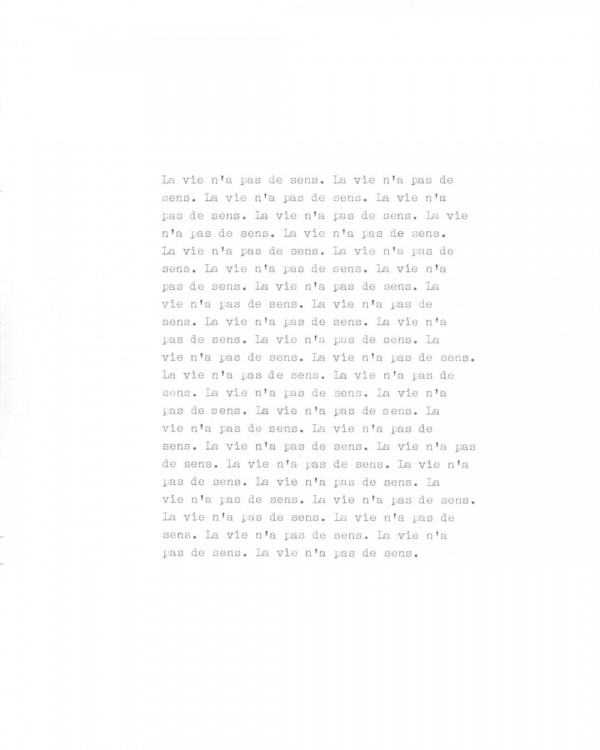 La vie n'a pas de sens. La vie n'a pas de
sens. La vie n'a pas de sens. La vie n'a
pas de sens. La vie n'a pas de sens. La vie
n'a pas de sens. La vie n'a pas de sens.
La vie n'a pas de sens. La vie n'a pas de
sens. La vie n'a pas de sens. La vie n'a
pas de sens. La vie n'a pas de sens. La
vie n'a pas de sens. La vie n'a pas de
sens. La vie n'a pas de sens. La vie n'a
pas de sens. La vie n'a pas de sens. La
vie n'a pas de sens. La vie n'a pas de sens.
La vie n'a pas de sens. La vie n'a pas de
sens. La vie n'a pas de sens. La vie n'a
pas de sens. La vie n'a pas de sens. La
vie n'a pas de sens. La vie n'a pas de
sens. La vie n'a pas de sens. La vie n'a pas
de sens. La vie n'a pas de sens. La vie n'a
pas de sens. La vie n'a pas de sens. La
vie n'a pas de sens. La vie n'a pas de sens.
La vie n'a pas de sens. La vie n'a pas de
sens. La vie n'a pas de sens. La vie n'a
pas de sens. La vie n'a pas de sens.